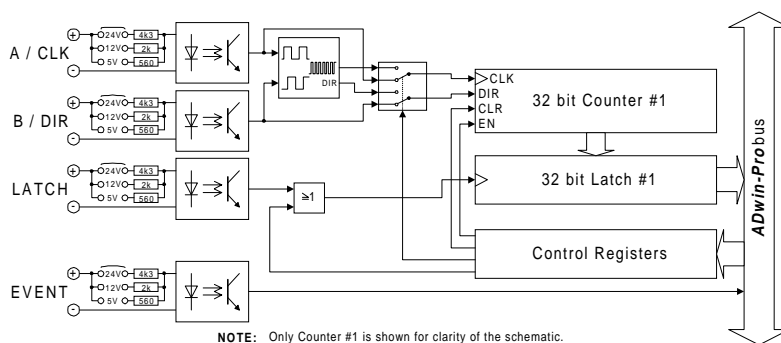 A / CLK
+
-
24V
4k3
12V
2k
5V
560
B / DIR
+
-
24V
4k3
12V
2k
5V
560
LATCH
+
-
24V
4k3
12V
2k
5V
560
EVENT
+
-
24V
4k3
12V
2k
5V
560
DIR
≥1
CLK
DIR
CLR
EN
32 bit Counter #1
32 bit Latch #1
Control Registers
ADwin-Pro bus
NOTE: Only Counter #1 is shown for clarity of the schematic.